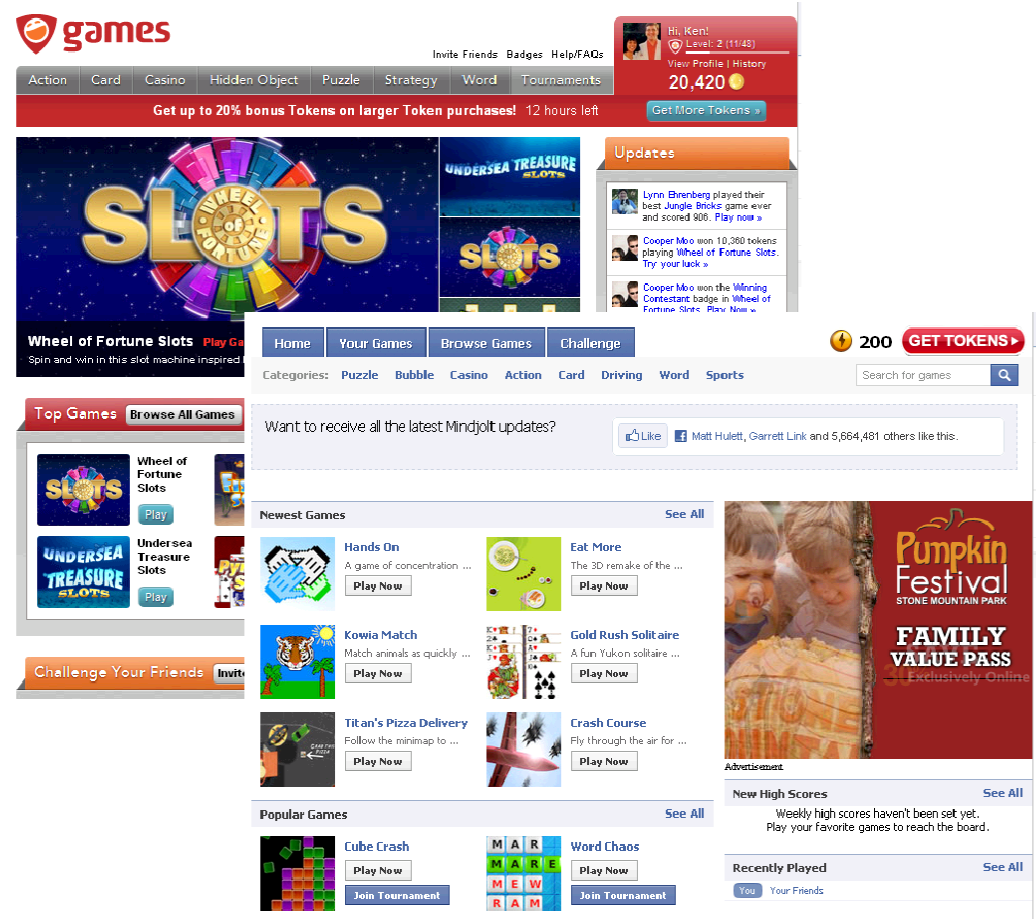 games
Invite Friends Badges Help/FAQs
Hi, Ken!
Level: 2 (11/43)
View Profile | History
20,420
Action Card Casino Hidden Object Puzzle Strategy Word Tournaments
Get up to 20% bonus Tokens on larger Token purchases! 12 hours left
Get More Tokens »
SLOTS
WHEEL OF FORTUNE
UNDERSEA TREASURE
SLOTS
SLOTS
Updates
Lynn Ehrenberg played their
best Jungle Bricks game ever
and scored 906. Play now »
Cooper Moo won 10,360 tokens
playing Wheel of Fortune Slots.
Try your luck »
Cooper Moo won the Winning
Contestant badge in Wheel of
Fortune Slots. Play Now »
Wheel of Fortune Slots Play Ga
Spin and win in this slot machine inspired
Top Games Browse All Games
SLOTS
Wheel of
Fortune
Slots
Play
UNDERSEA
TREASURE
SLOTS
Undersea
Treasure
Slots
Play
Challenge Your Friends Invite
Home Your Games Browse Games Challenge
200 GET TOKENS
Categories: Puzzle Bubble Casino Action Card Driving Word Sports
Search for games
Want to receive all the latest Mindjolt updates?
Like Matt Hulett, Garrett Link and 5,664,481 others like this.
Newest Games See All
Hands On
A game of concentration ...
Play Now
Eat More
The 3D remake of the ...
Play Now
Kowia Match
Match animals as quickly ...
Play Now
Gold Rush Solitaire
A fun Yukon solitaire ...
Play Now
Titan's Pizza Delivery
Follow the minimap to ...
Play Now
Crash Course
Fly through the air for ...
Play Now
Popular Games See All
Cube Crash
Play Now
Join Tournament
MAR
MARE
MEW
RAM
Word Chaos
Play Now
Join Tournament
Pumpkin
Festival
STONE MOUNTAIN PARK
FAMILY
VALUE PASS
Exclusively Online
Advertisement
New High Scores See All
Weekly high scores haven't been set yet.
Play your favorite games to reach the board.
Recently Played See All
You Your Friends